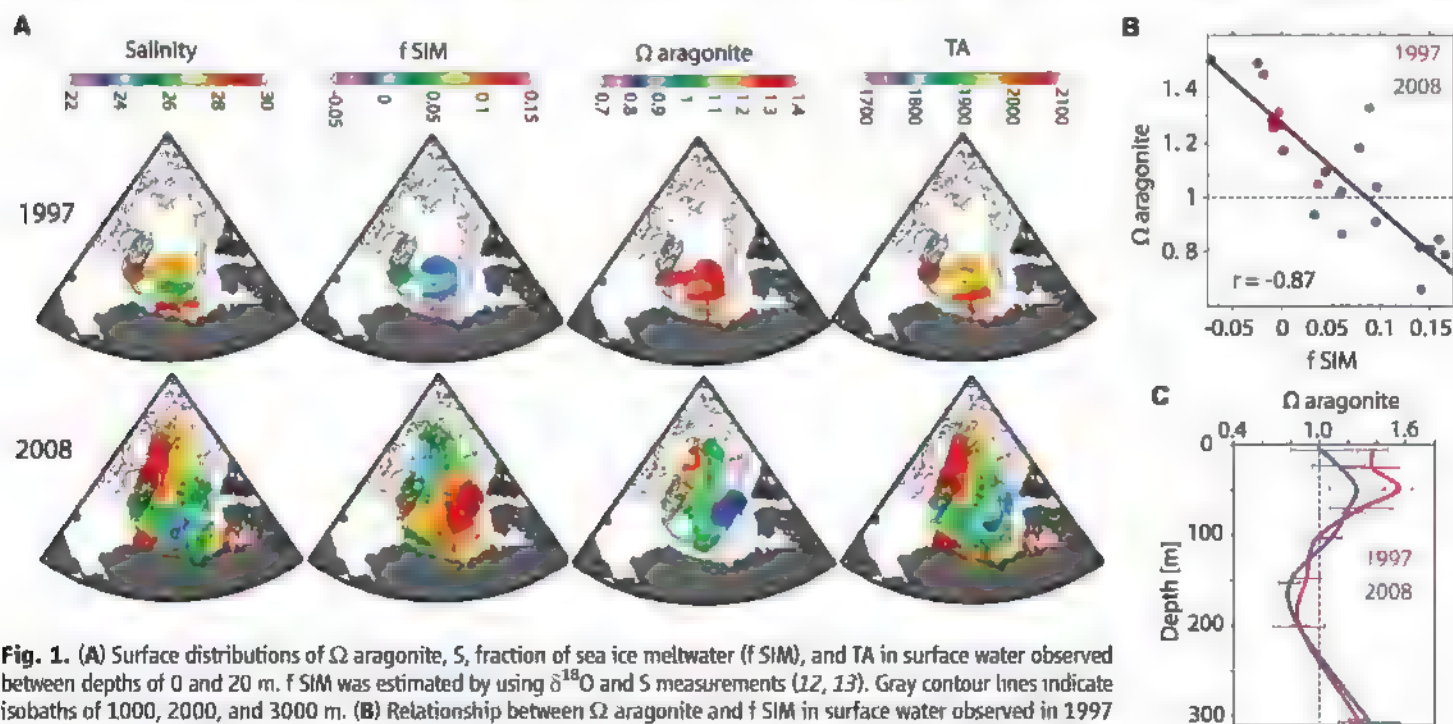 A
Salinity f SIM Ω aragonite TA
22 24 26 28 30
-0.05 0 0.05 0.1 0.15
0.7 0.8 0.9 1 1.1 1.2 1.3 1.4
1700 1800 1900 2000 2100
1997
2008
B
1997
2008
1.4
1.2
1
0.8
Ω aragonite
r = -0.87
-0.05 0 0.05 0.1 0.15
f SIM
C
Ω aragonite
0.4 1.0 1.6
0
100
200
300
Depth [m]
1997
2008
Fig. 1. (A) Surface distributions of Ω aragonite, S, fraction of sea ice meltwater (f SIM), and TA in surface water observed
between depths of 0 and 20 m. f SIM was estimated by using δ18O and S measurements (12, 13). Gray contour lines indicate
isobaths of 1000, 2000, and 3000 m. (B) Relationship between Ω aragonite and f SIM in surface water observed in 1997